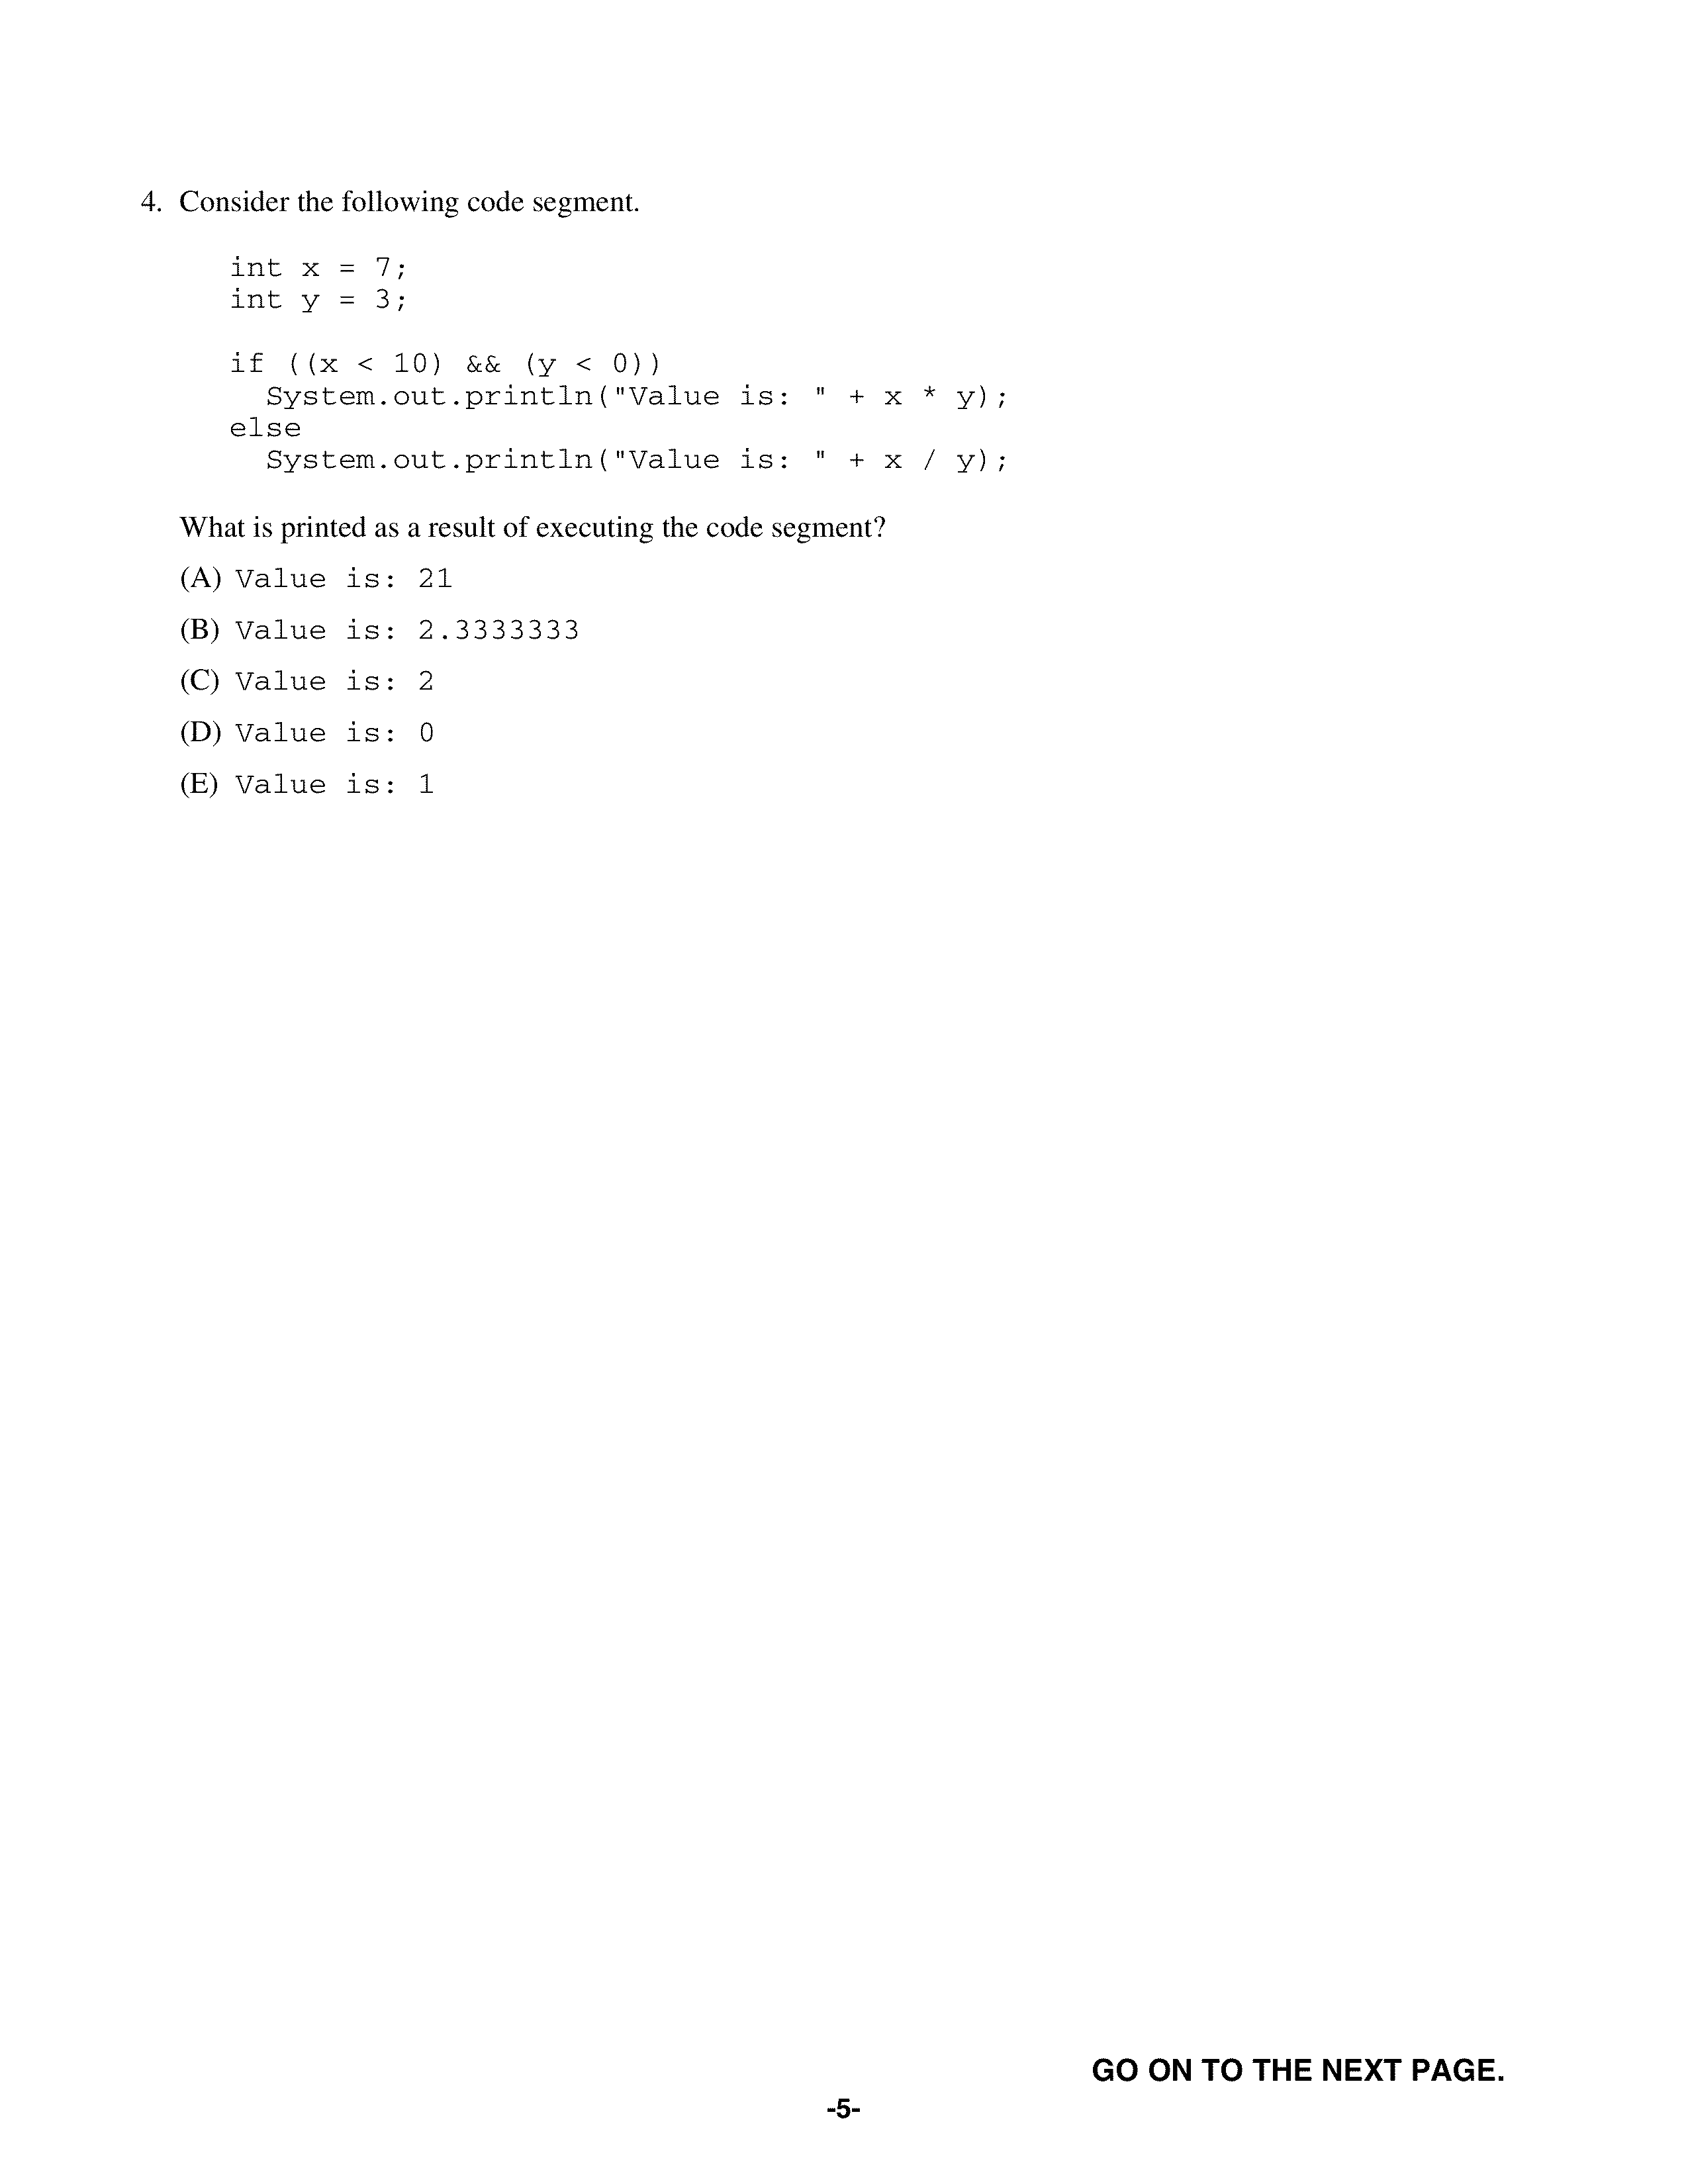 4. Consider the following code segment.
int x = 7;
int y = 3;
if ((x < 10) && (y < 0))
System.out.println("Value is: " + x * y);
else
System.out.println("Value is: " + x / y);
What is printed as a result of executing the code segment?
(A) Value is: 21
(B) Value is: 2.3333333
(C) Value is: 2
(D) Value is: 0
(E) Value is: 1
GO ON TO THE NEXT PAGE.
-5-